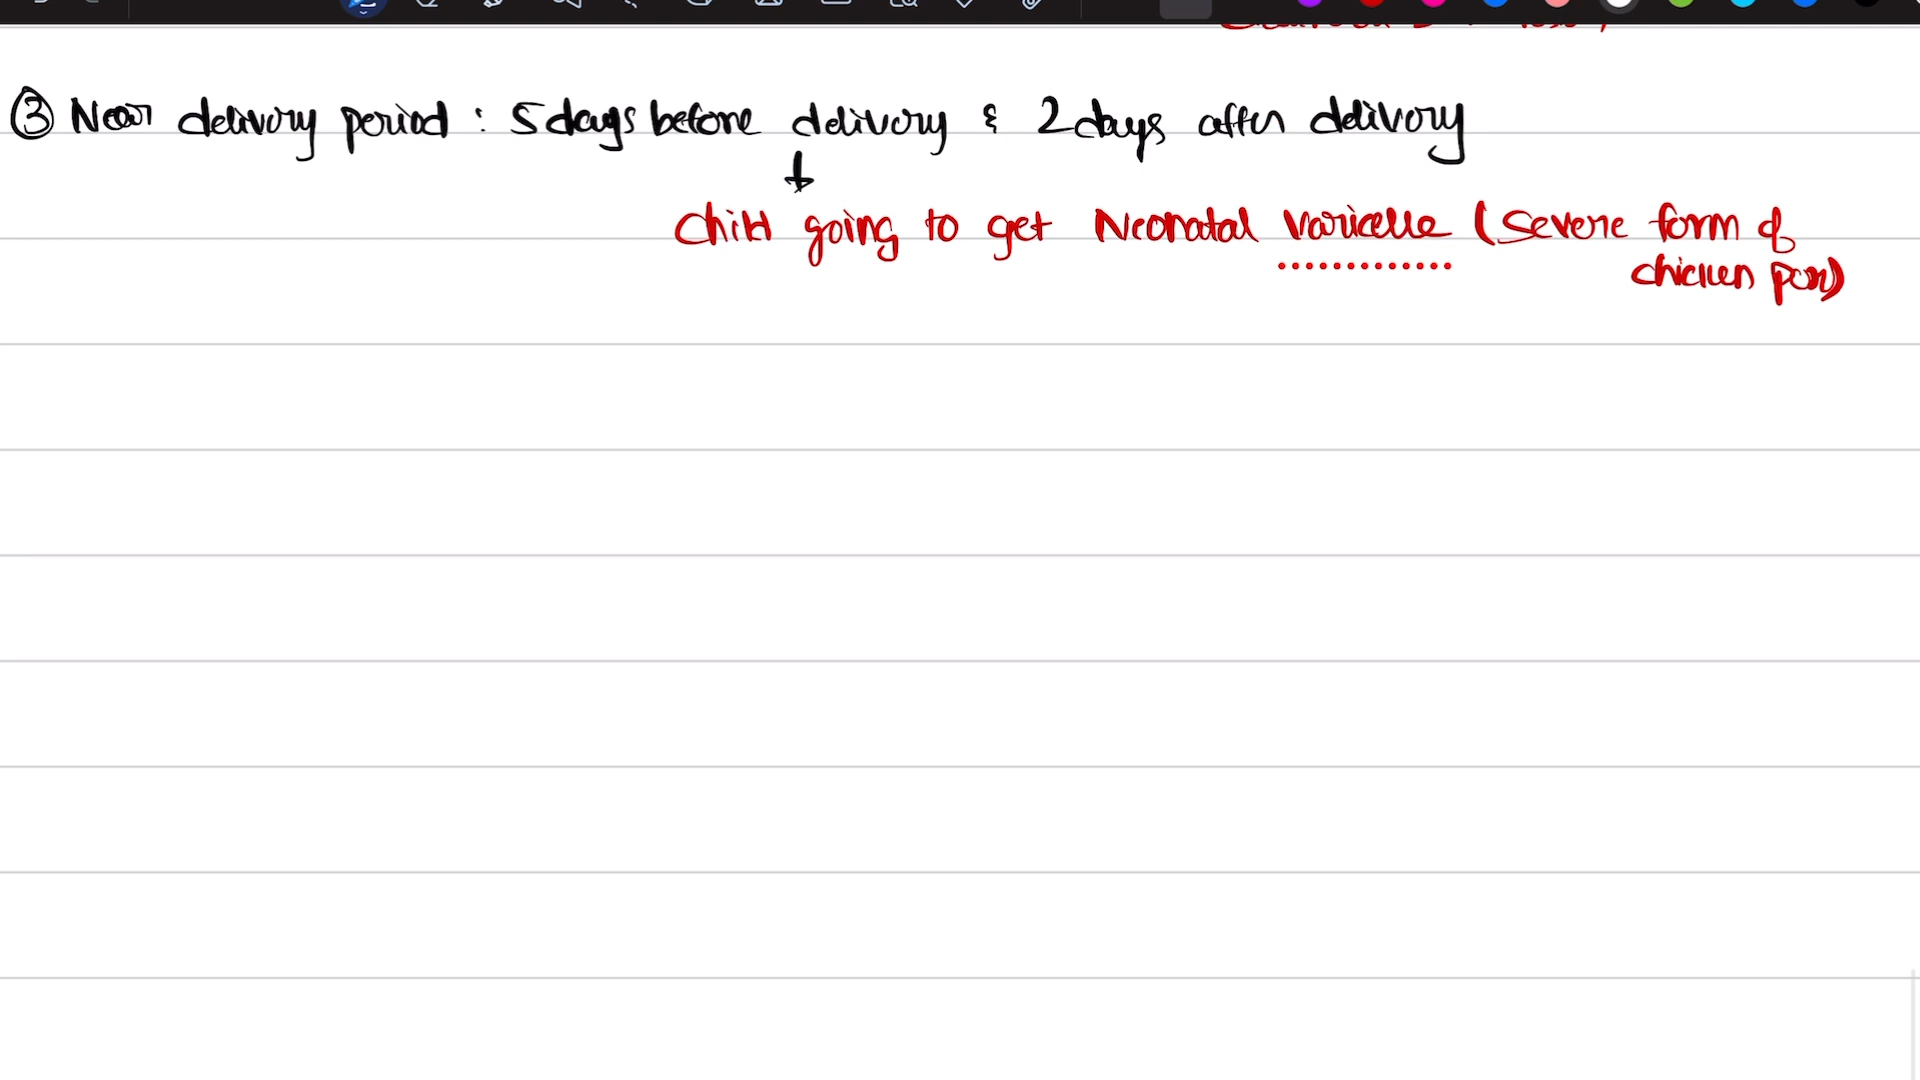 ③ Near delivery period : 5 days before delivery & 2 days after delivery
Child going to get Neonatal varicelle (Severe form of
chicken pox)